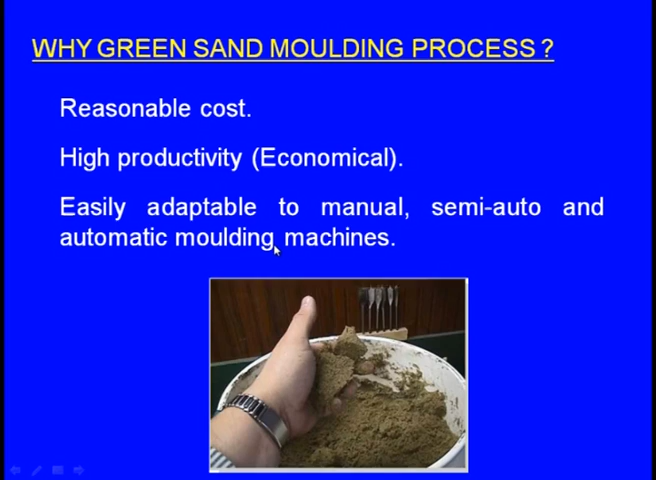 WHY GREEN SAND MOULDING PROCESS ?
Reasonable cost.
High productivity (Economical).
Easily adaptable to manual, semi-auto and
automatic moulding machines.